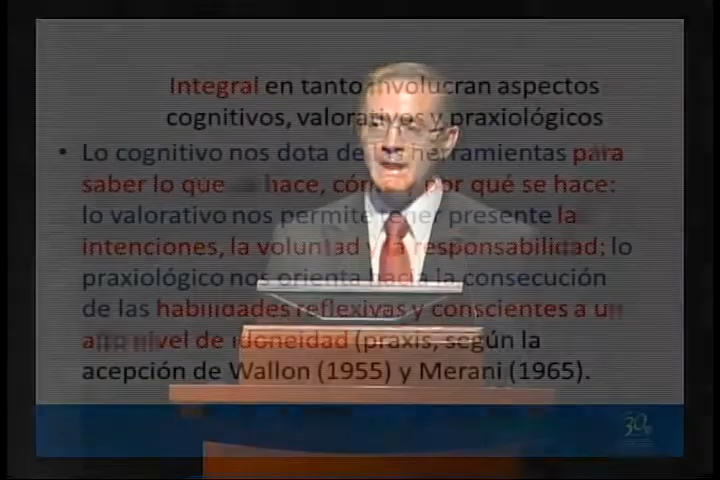 Integral en tanto involucran aspectos
cognitivos, valorativos y praxiológicos
• Lo cognitivo nos dota de herramientas para
saber lo que se hace, cómo y por qué se hace:
lo valorativo nos permite tener presente la
intenciones, la voluntad y la responsabilidad; lo
praxiológico nos orienta hacia la consecución
de las habilidades reflexivas y conscientes a un
alto nivel de idoneidad (praxis, según la
acepción de Wallon (1955) y Merani (1965).
30